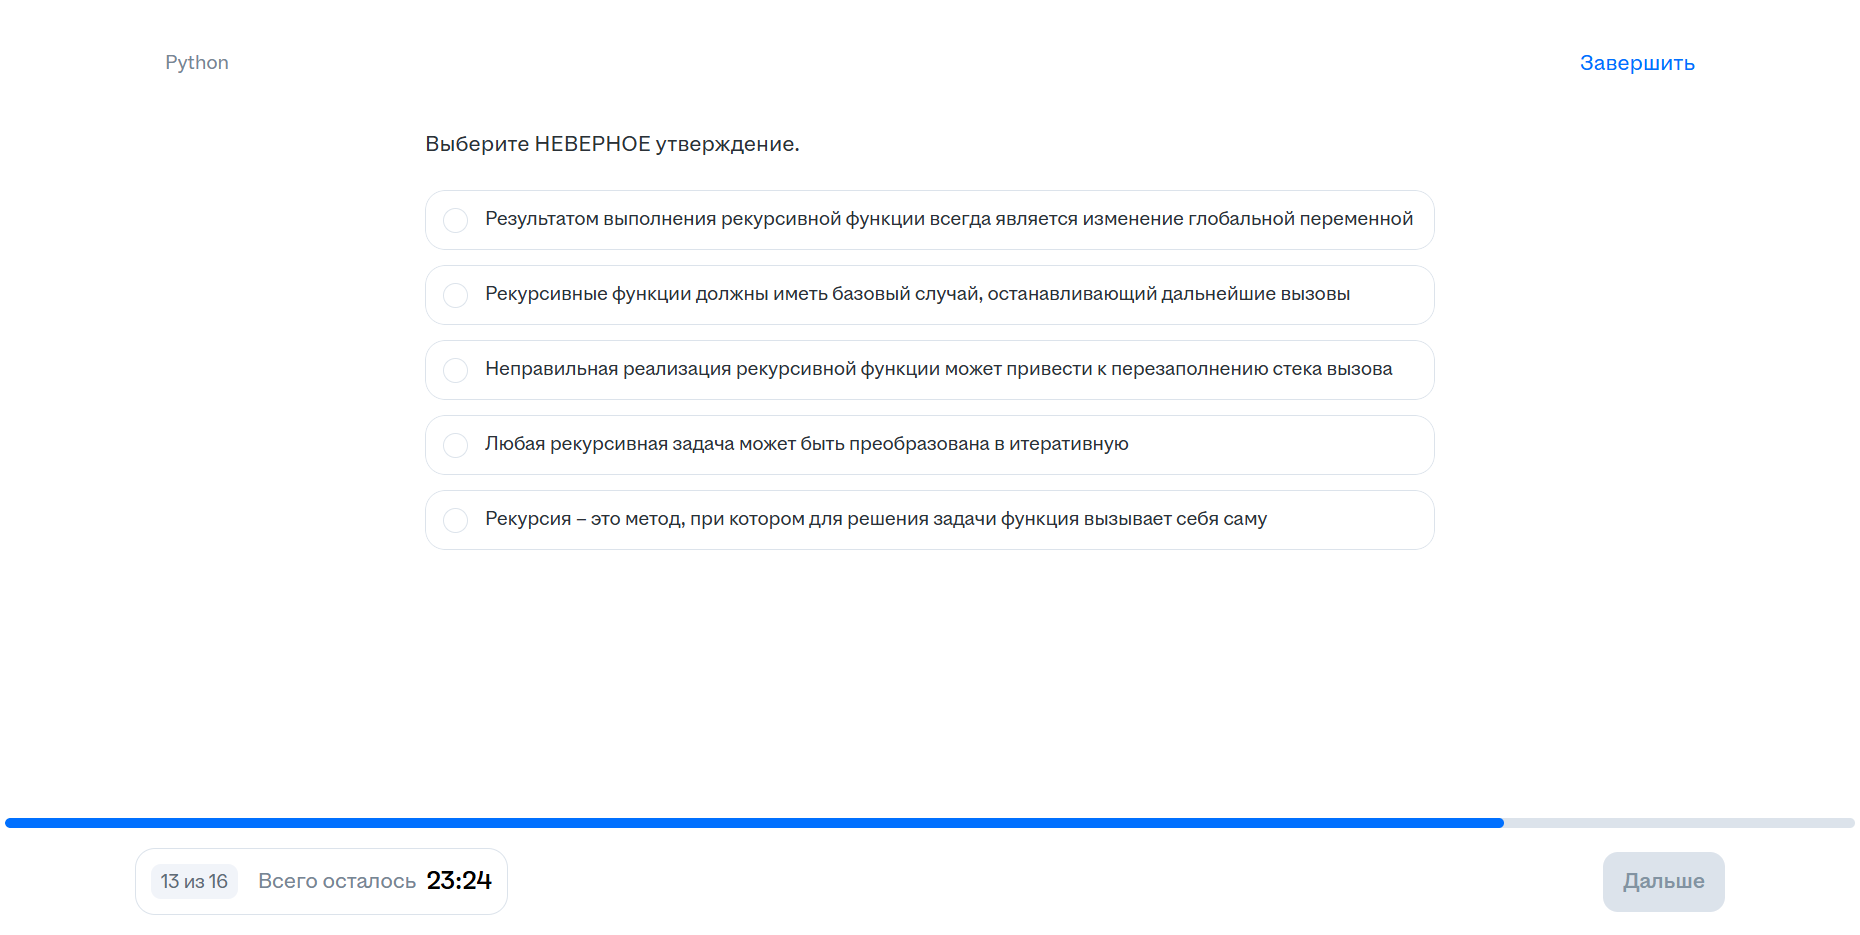 Python
Завершить
Выберите НЕВЕРНОЕ утверждение.
Результатом выполнения рекурсивной функции всегда является изменение глобальной переменной
Рекурсивные функции должны иметь базовый случай, останавливающий дальнейшие вызовы
Неправильная реализация рекурсивной функции может привести к перезаполнению стека вызова
Любая рекурсивная задача может быть преобразована в итеративную
Рекурсия – это метод, при котором для решения задачи функция вызывает себя саму
13 из 16
Всего осталось 23:24
Дальше